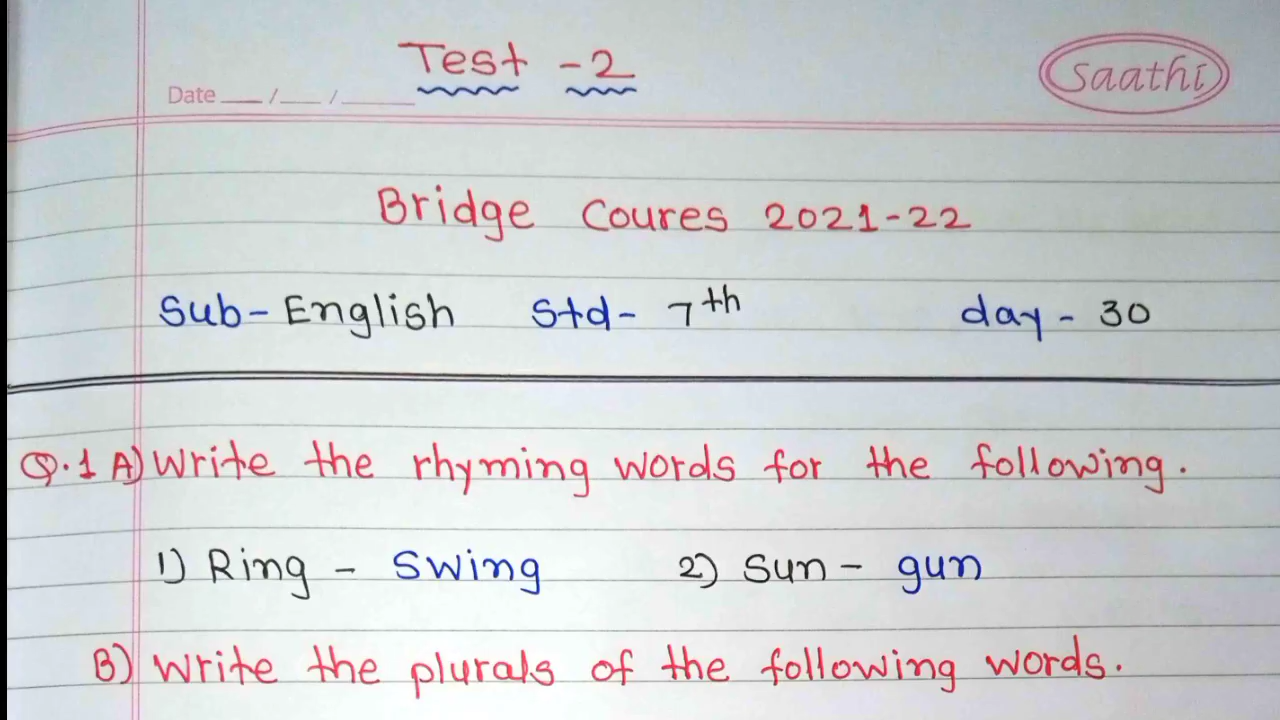 Test - 2
Date ___/___/_____
saathi
Bridge Coures 2021-22
Sub- English Std- 7th day- 30
Q.1 A) Write the rhyming words for the following.
1) Ring - Swing 2) Sun - gun
B) Write the plurals of the following words.